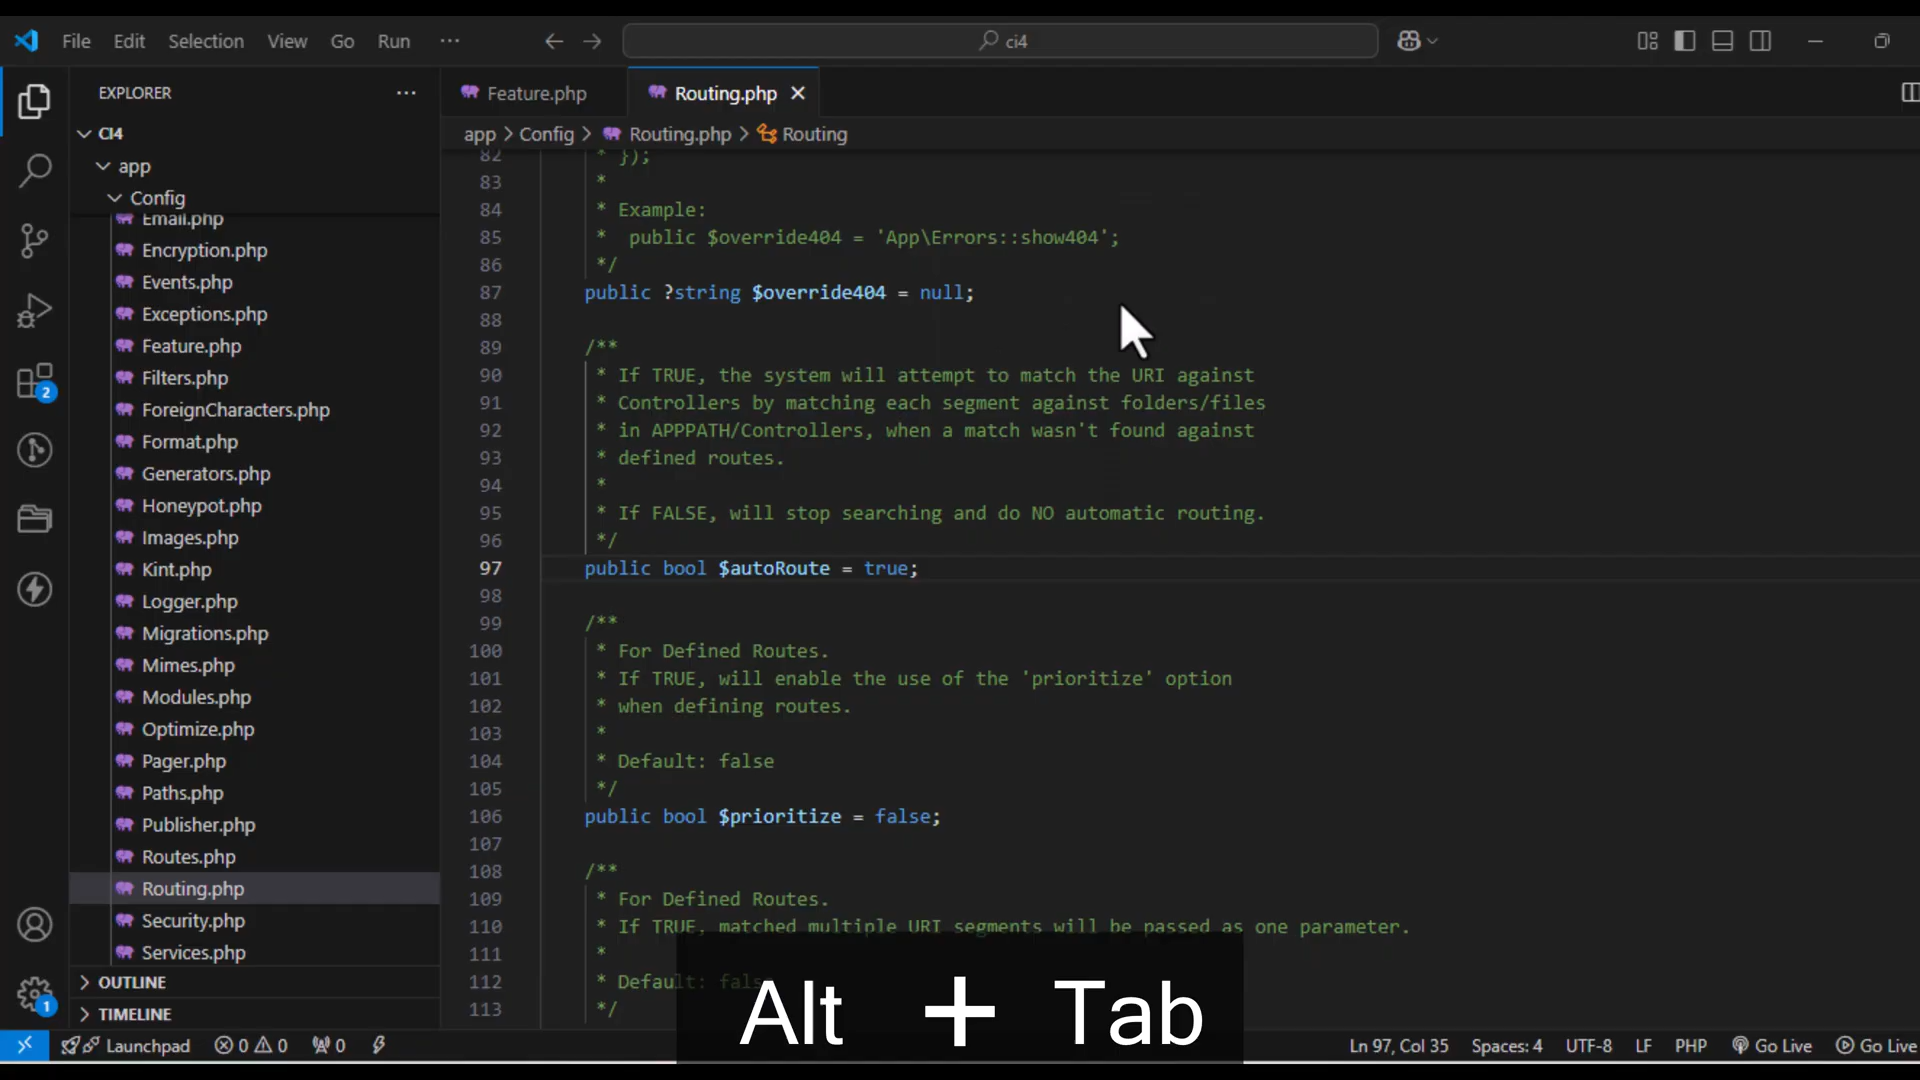 File Edit Selection View Go Run ···
ci4
EXPLORER ···
CI4
app
Config
Email.php
Encryption.php
Events.php
Exceptions.php
Feature.php
Filters.php
ForeignCharacters.php
Format.php
Generators.php
Honeypot.php
Images.php
Kint.php
Logger.php
Migrations.php
Mimes.php
Modules.php
Optimize.php
Pager.php
Paths.php
Publisher.php
Routes.php
Routing.php
Security.php
Services.php
OUTLINE
TIMELINE
2
1
Feature.php Routing.php
app > Config > Routing.php > Routing
82 * });
83 *
84 * Example:
85 * public $override404 = 'App\Errors::show404';
86 */
87 public ?string $override404 = null;
88
89 /**
90 * If TRUE, the system will attempt to match the URI against
91 * Controllers by matching each segment against folders/files
92 * in APPPATH/Controllers, when a match wasn't found against
93 * defined routes.
94 *
95 * If FALSE, will stop searching and do NO automatic routing.
96 */
97 public bool $autoRoute = true;
98
99 /**
100 * For Defined Routes.
101 * If TRUE, will enable the use of the 'prioritize' option
102 * when defining routes.
103 *
104 * Default: false
105 */
106 public bool $prioritize = false;
107
108 /**
109 * For Defined Routes.
110 * If TRUE, matched multiple URI segments will be passed as one parameter.
111 *
112 * Default: false
113 */
Alt + Tab
Launchpad 0 0 0 Ln 97, Col 35 Spaces: 4 UTF-8 LF PHP Go Live Go Live